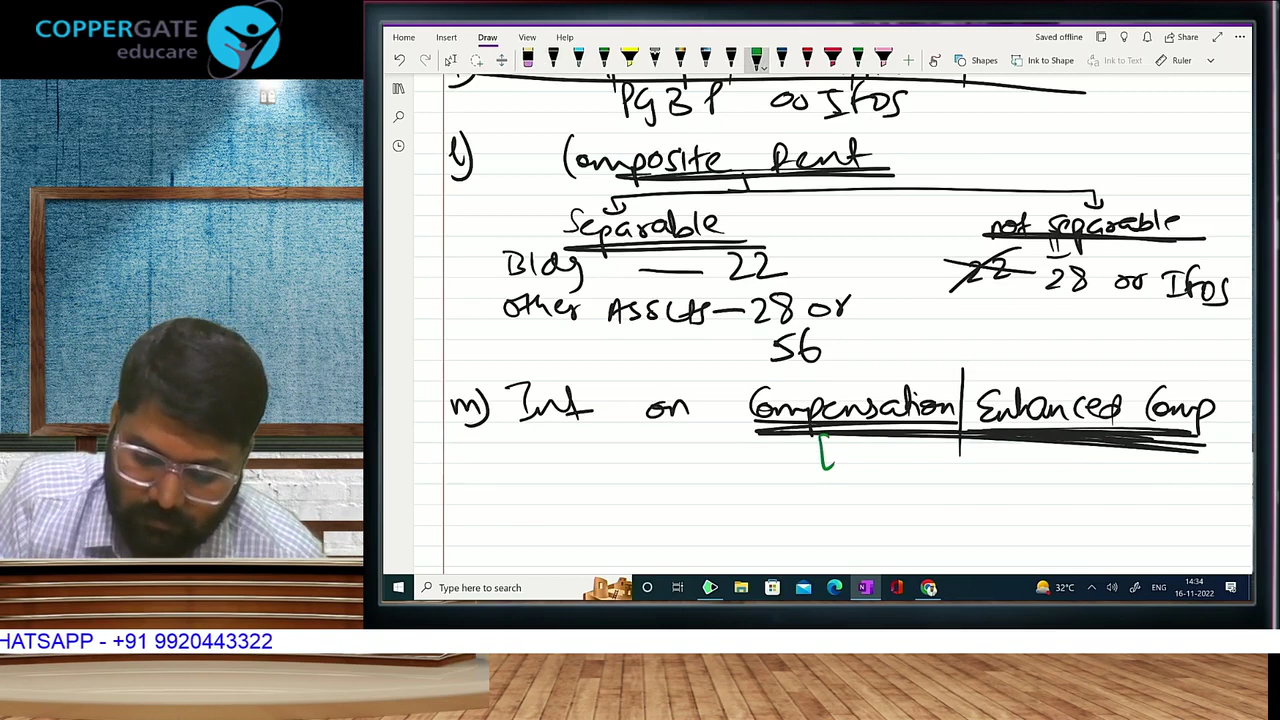 COPPERGATE
educare
Home Insert Draw View Help
Saved offline
Share
Shapes
Ink to Shape
Ink to Text
Ruler
PGBP or IFOS
l) Composite Rent
Separable
not separable
Bldg — 22
22 28 or IFOS
other Assets — 28 or
56
m) Int on Compensation Enhanced Comp
Type here to search
32°C
ENG
14:34
16-11-2022
HATSAPP - +91 9920443322